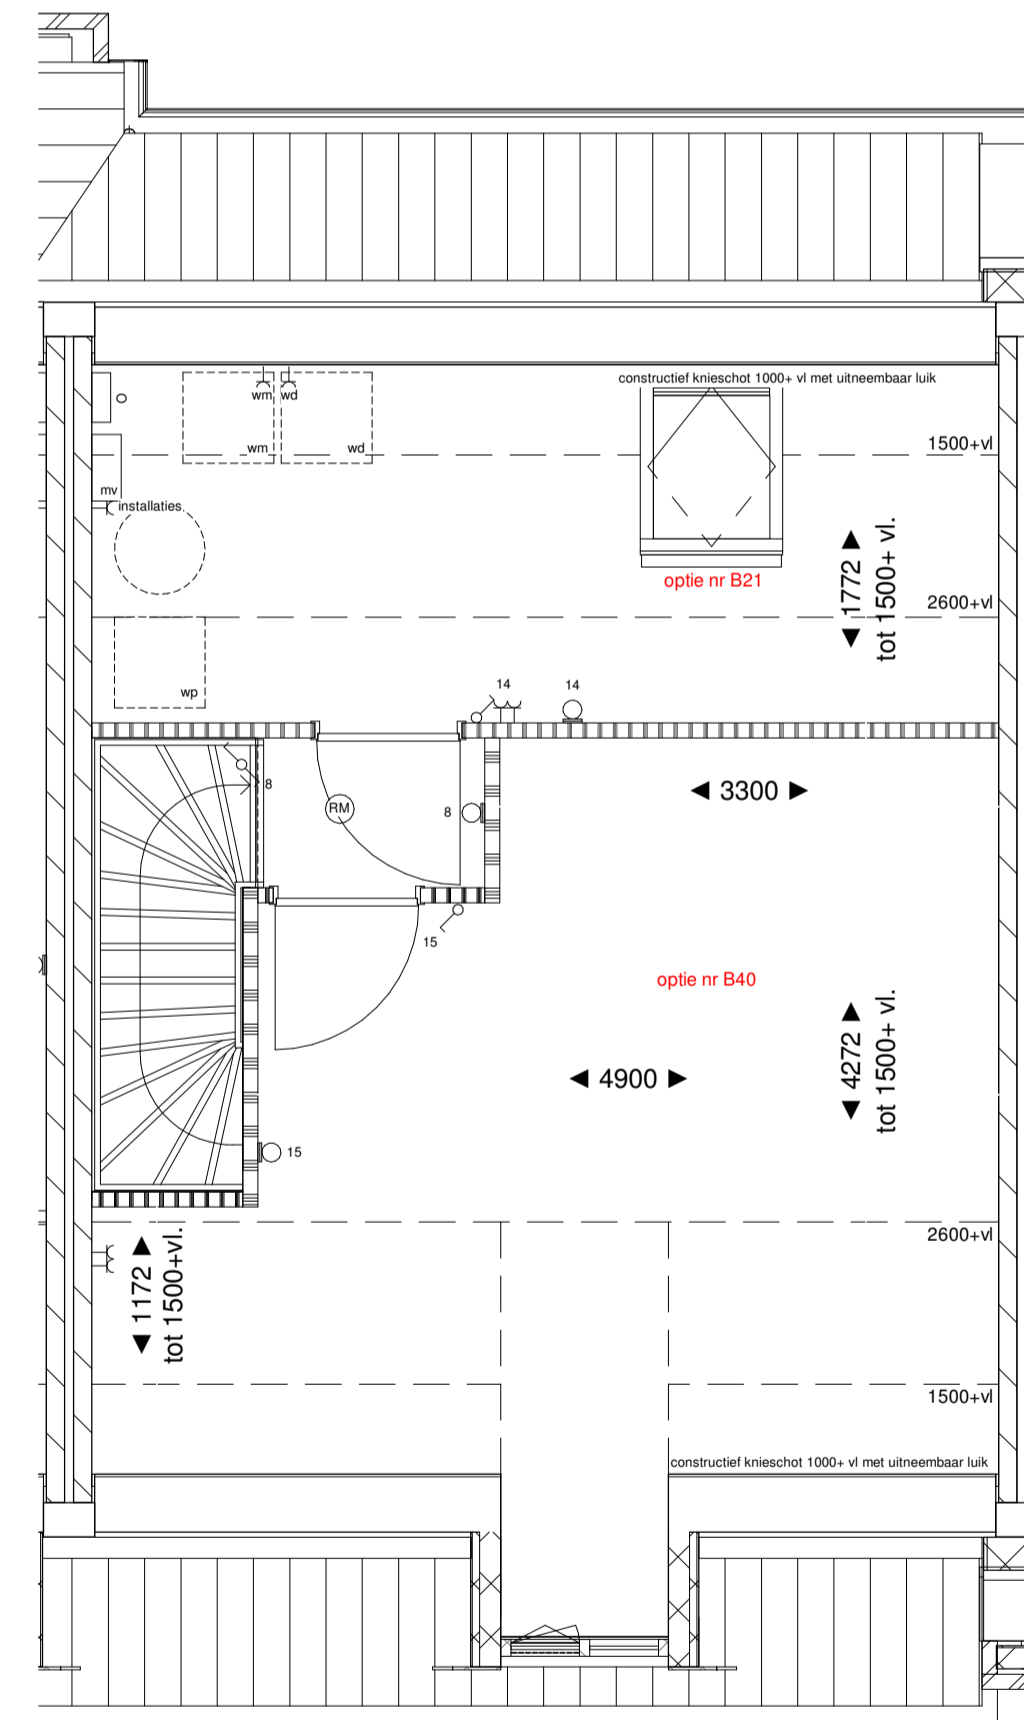 constructief knieschot 1000+ vl met uitneembaar luik
wm wd
wm
wd
1500+vl
mv
installaties
optie nr B21
1772
tot 1500+ vl.
2600+vl
wp
14
14
8
RM
8
3300
15
optie nr B40
4272
tot 1500+ vl.
4900
15
2600+vl
1172
tot 1500+vl.
1500+vl
constructief knieschot 1000+ vl met uitneembaar luik